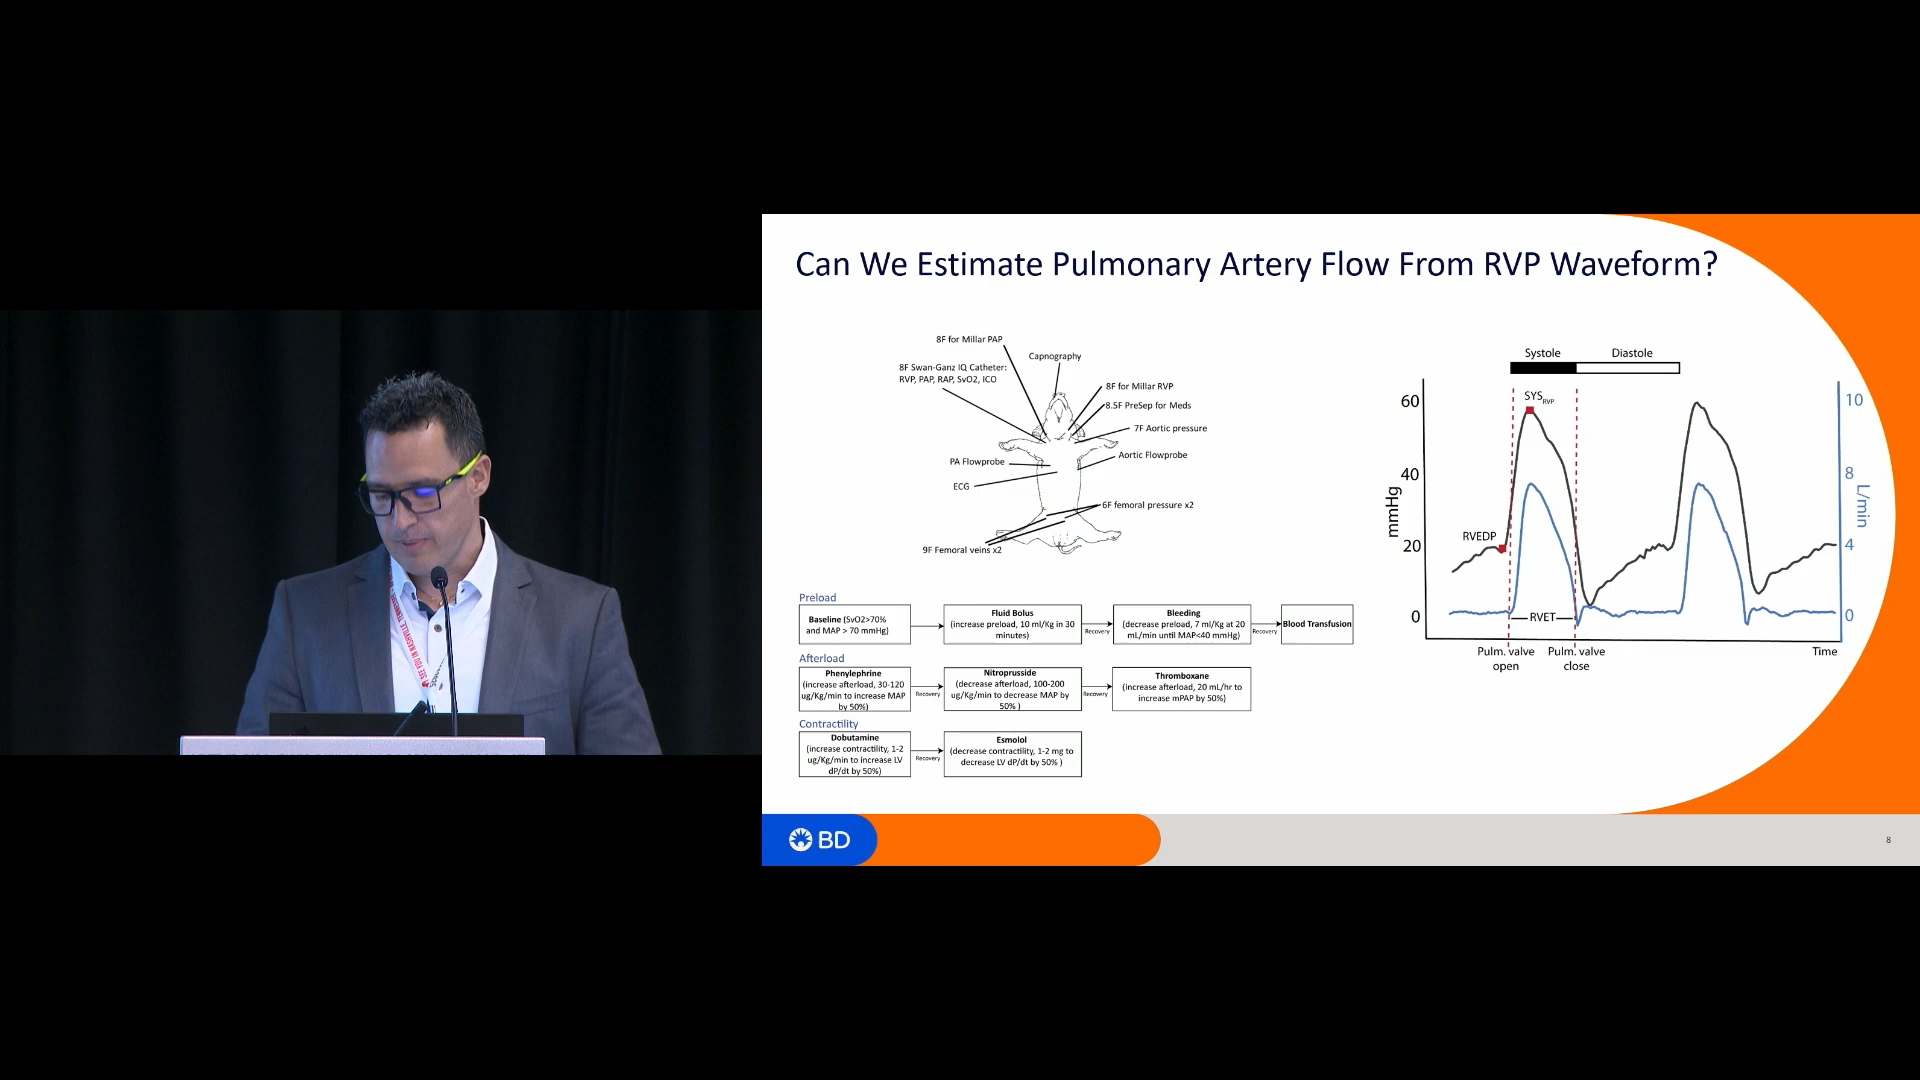 Can We Estimate Pulmonary Artery Flow From RVP Waveform?
8F for Millar PAP
Capnography
8F Swan-Ganz IQ Catheter:
RVP, PAP, RAP, SvO2, ICO
8F for Millar RVP
8.5F PreSep for Meds
7F Aortic pressure
PA Flowprobe
Aortic Flowprobe
ECG
6F femoral pressure x2
9F Femoral veins x2
Preload
Baseline (SvO2>70%
and MAP > 70 mmHg)
Fluid Bolus
(increase preload, 10 ml/Kg in 30
minutes)
Recovery
Bleeding
(decrease preload, 7 ml/Kg at 20
mL/min until MAP<40 mmHg)
Recovery
Blood Transfusion
Afterload
Phenylephrine
(increase afterload, 30-120
ug/Kg/min to increase MAP
by 50%)
Recovery
Nitroprusside
(decrease afterload, 100-200
ug/Kg/min to decrease MAP by
50% )
Recovery
Thromboxane
(increase afterload, 20 mL/hr to
increase mPAP by 50%)
Contractility
Dobutamine
(increase contractility, 1-2
ug/Kg/min to increase LV
dP/dt by 50%)
Recovery
Esmolol
(decrease contractility, 1-2 mg to
decrease LV dP/dt by 50% )
Systole
Diastole
60
40
20
0
mmHg
SYSRVP
RVEDP
RVET
10
8
4
0
L/min
Pulm. valve
open
Pulm. valve
close
Time
BD
8
SEE YOU IN NASHVILLE, TENNESSEE